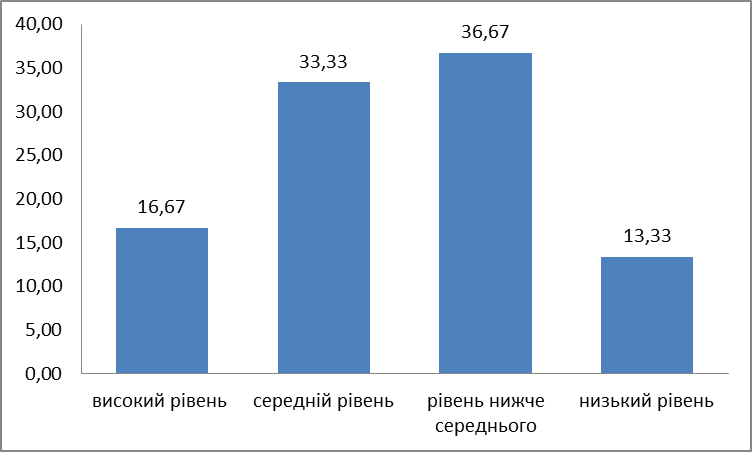 40,00
35,00
30,00
25,00
20,00
15,00
10,00
5,00
0,00
16,67
33,33
36,67
13,33
високий рівень
середній рівень
рівень нижче
середнього
низький рівень